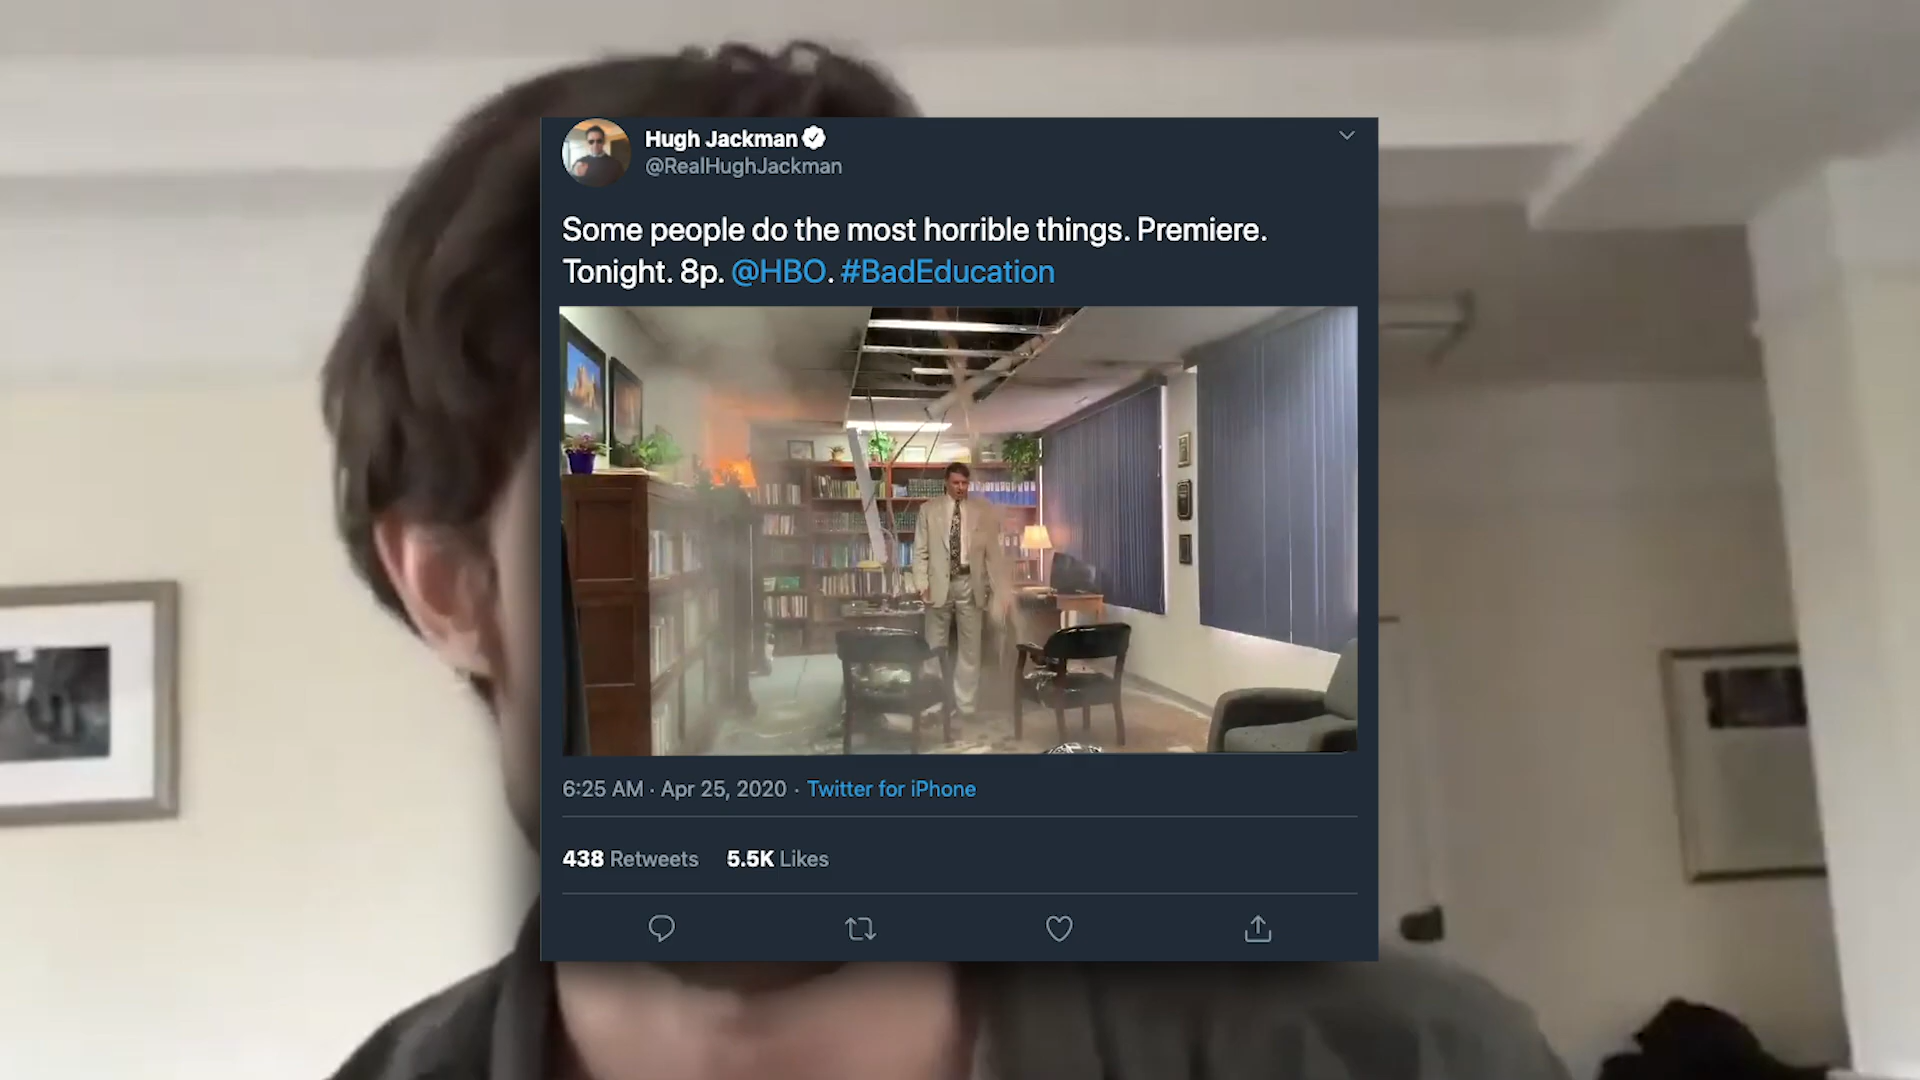 Hugh Jackman
@RealHughJackman
Some people do the most horrible things. Premiere.
Tonight. 8p. @HBO. #BadEducation
6:25 AM · Apr 25, 2020 · Twitter for iPhone
438 Retweets 5.5K Likes